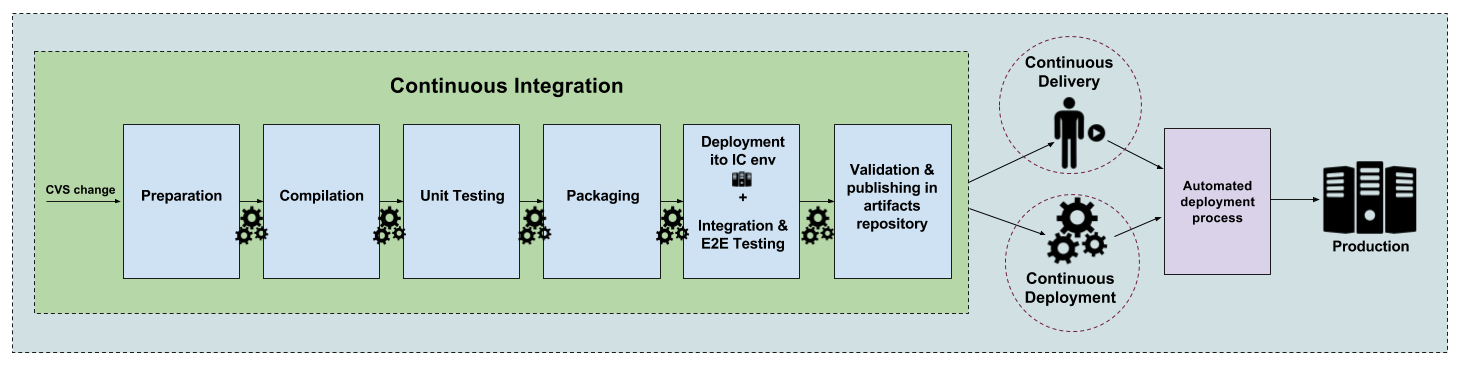 Continuous Integration
CVS change
Preparation
Compilation
Unit Testing
Packaging
Deployment
ito IC env
+
Integration &
E2E Testing
Validation &
publishing in
artifacts
repository
Continuous
Delivery
Continuous
Deployment
Automated
deployment
process
Production